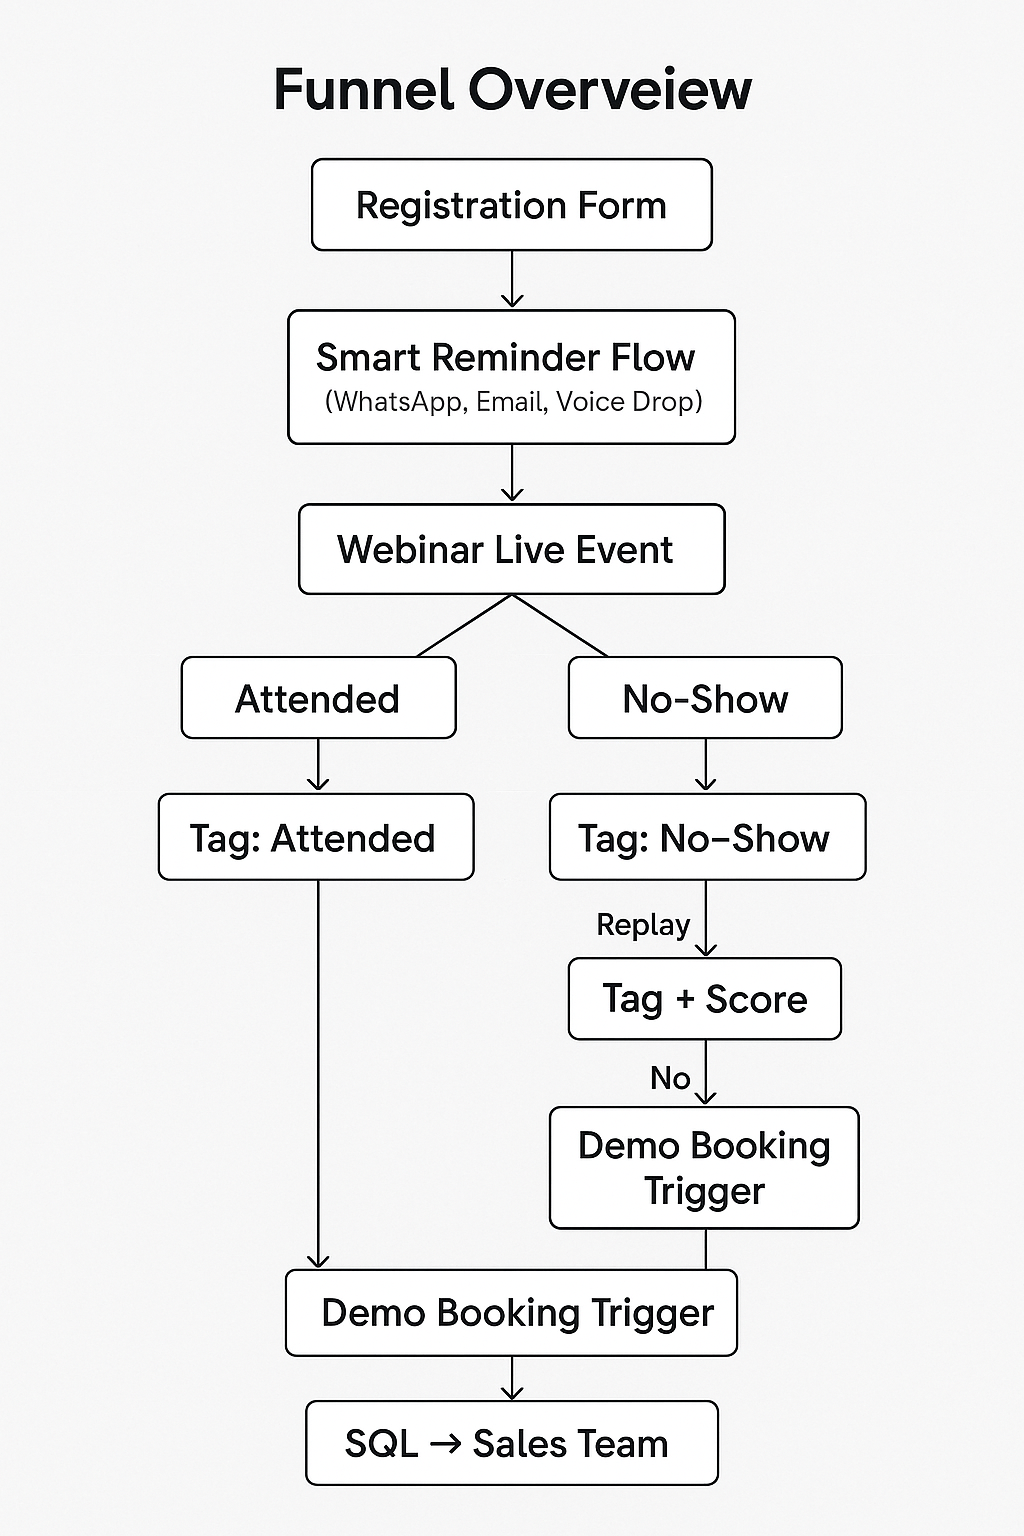 Funnel Overveiew
Registration Form
Smart Reminder Flow
(WhatsApp, Email, Voice Drop)
Webinar Live Event
Attended
No-Show
Tag: Attended
Tag: No–Show
Replay
Tag + Score
No
Demo Booking
Trigger
Demo Booking Trigger
SQL → Sales Team